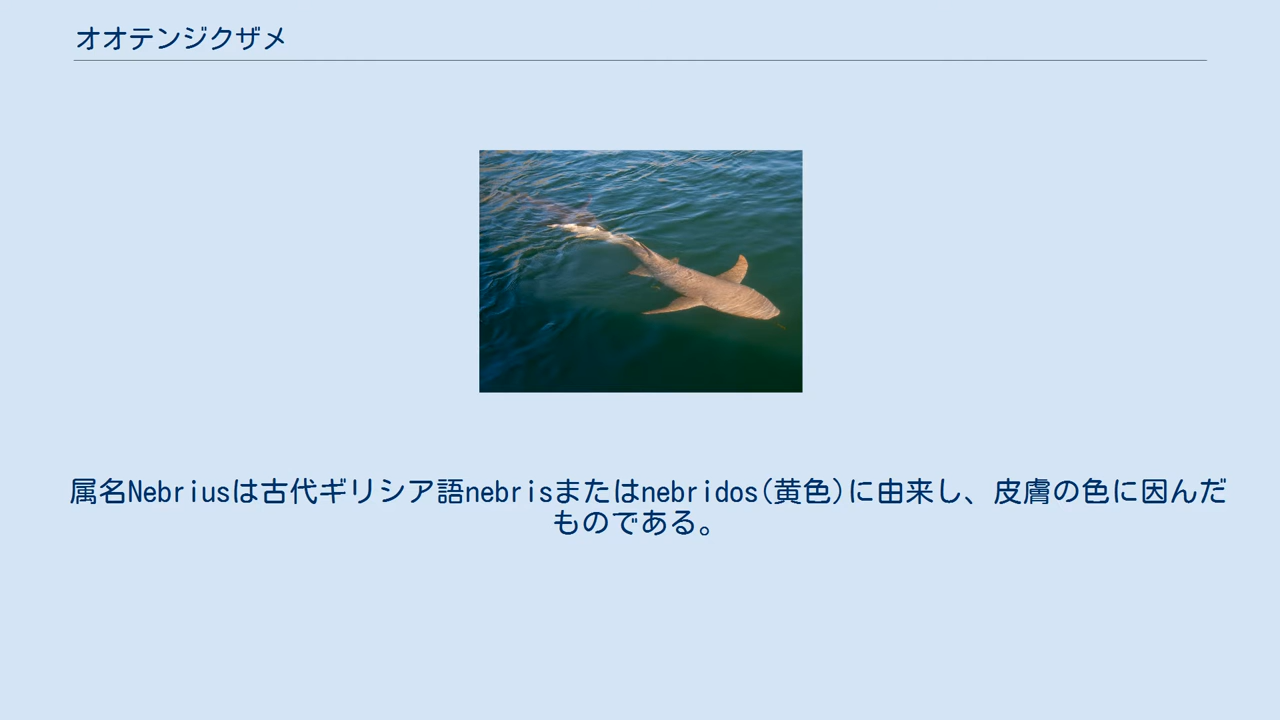 オオテンジクザメ
属名Nebriusは古代ギリシア語nebrisまたはnebridos(黄色)に由来し、皮膚の色に因んだ
ものである。